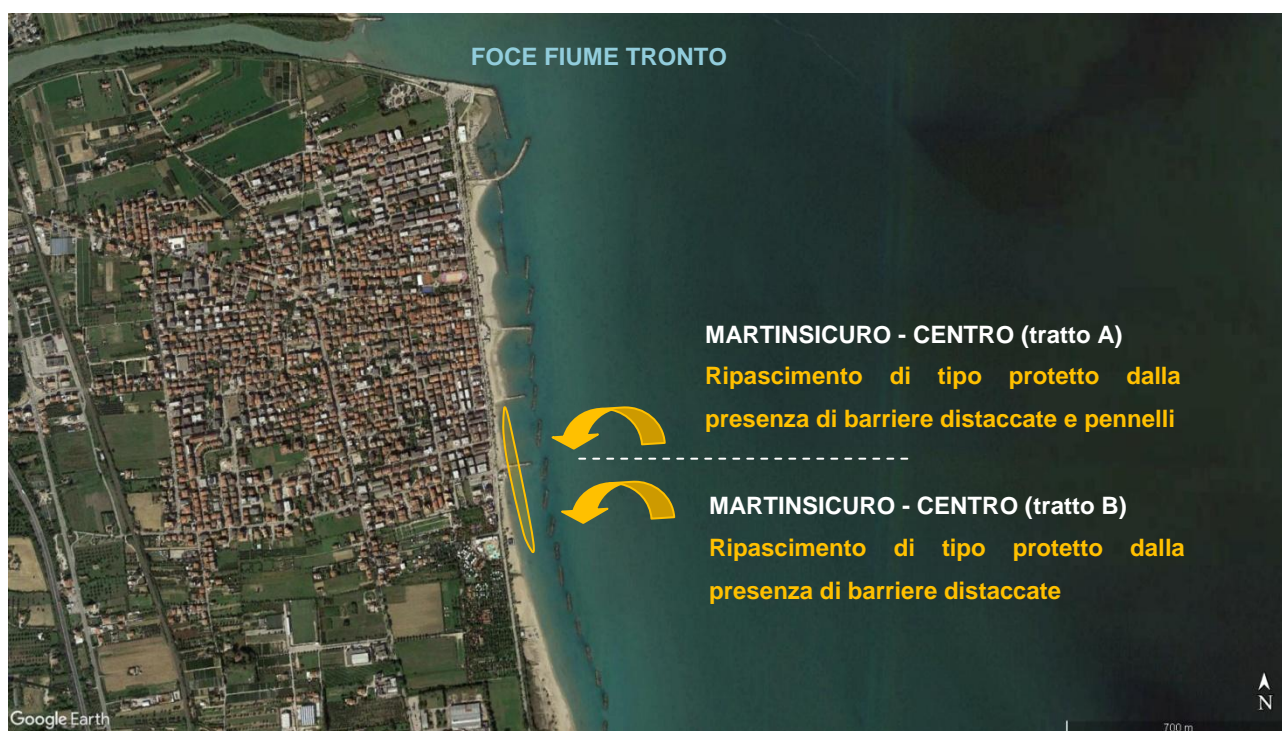 FOCE FIUME TRONTO
MARTINSICURO - CENTRO (tratto A)
Ripascimento di tipo protetto dalla
presenza di barriere distaccate e pennelli
MARTINSICURO - CENTRO (tratto B)
Ripascimento di tipo protetto dalla
presenza di barriere distaccate
N
Google Earth
700 m